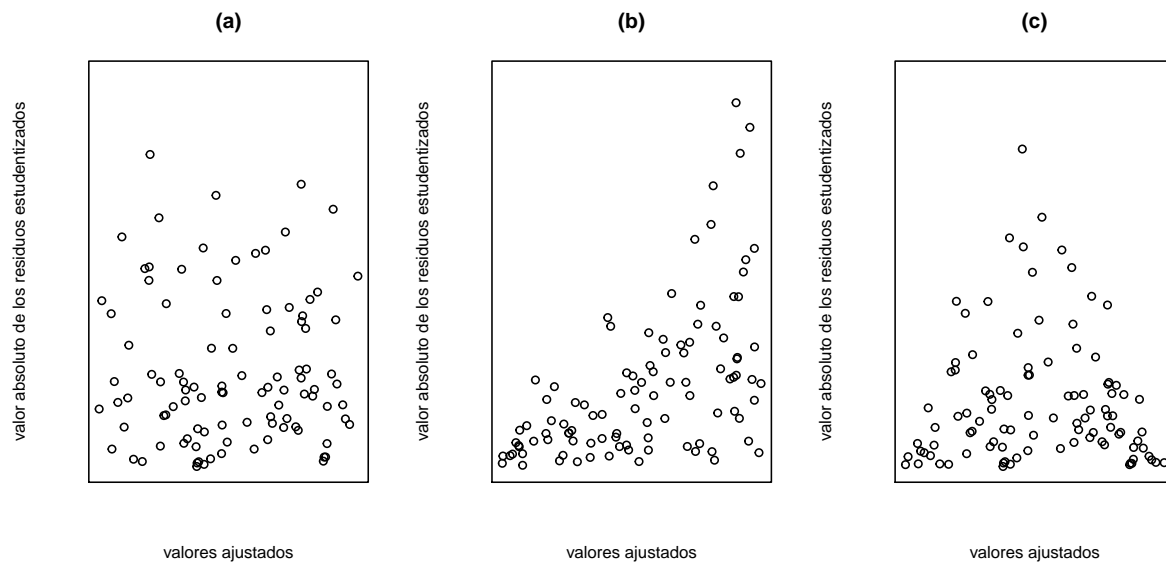 (a)
valor absoluto de los residuos estudentizados
valores ajustados
(b)
valor absoluto de los residuos estudentizados
valores ajustados
(c)
valor absoluto de los residuos estudentizados
valores ajustados